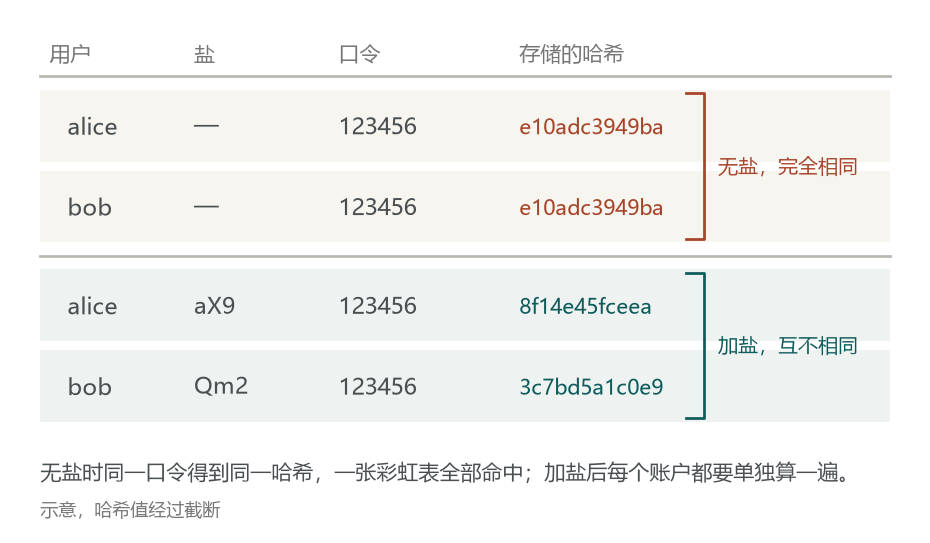 用户 盐 口令 存储的哈希
alice — 123456 e10adc3949ba
bob — 123456 e10adc3949ba
无盐，完全相同
alice aX9 123456 8f14e45fceea
bob Qm2 123456 3c7bd5a1c0e9
加盐，互不相同
无盐时同一口令得到同一哈希，一张彩虹表全部命中；加盐后每个账户都要单独算一遍。
示意，哈希值经过截断